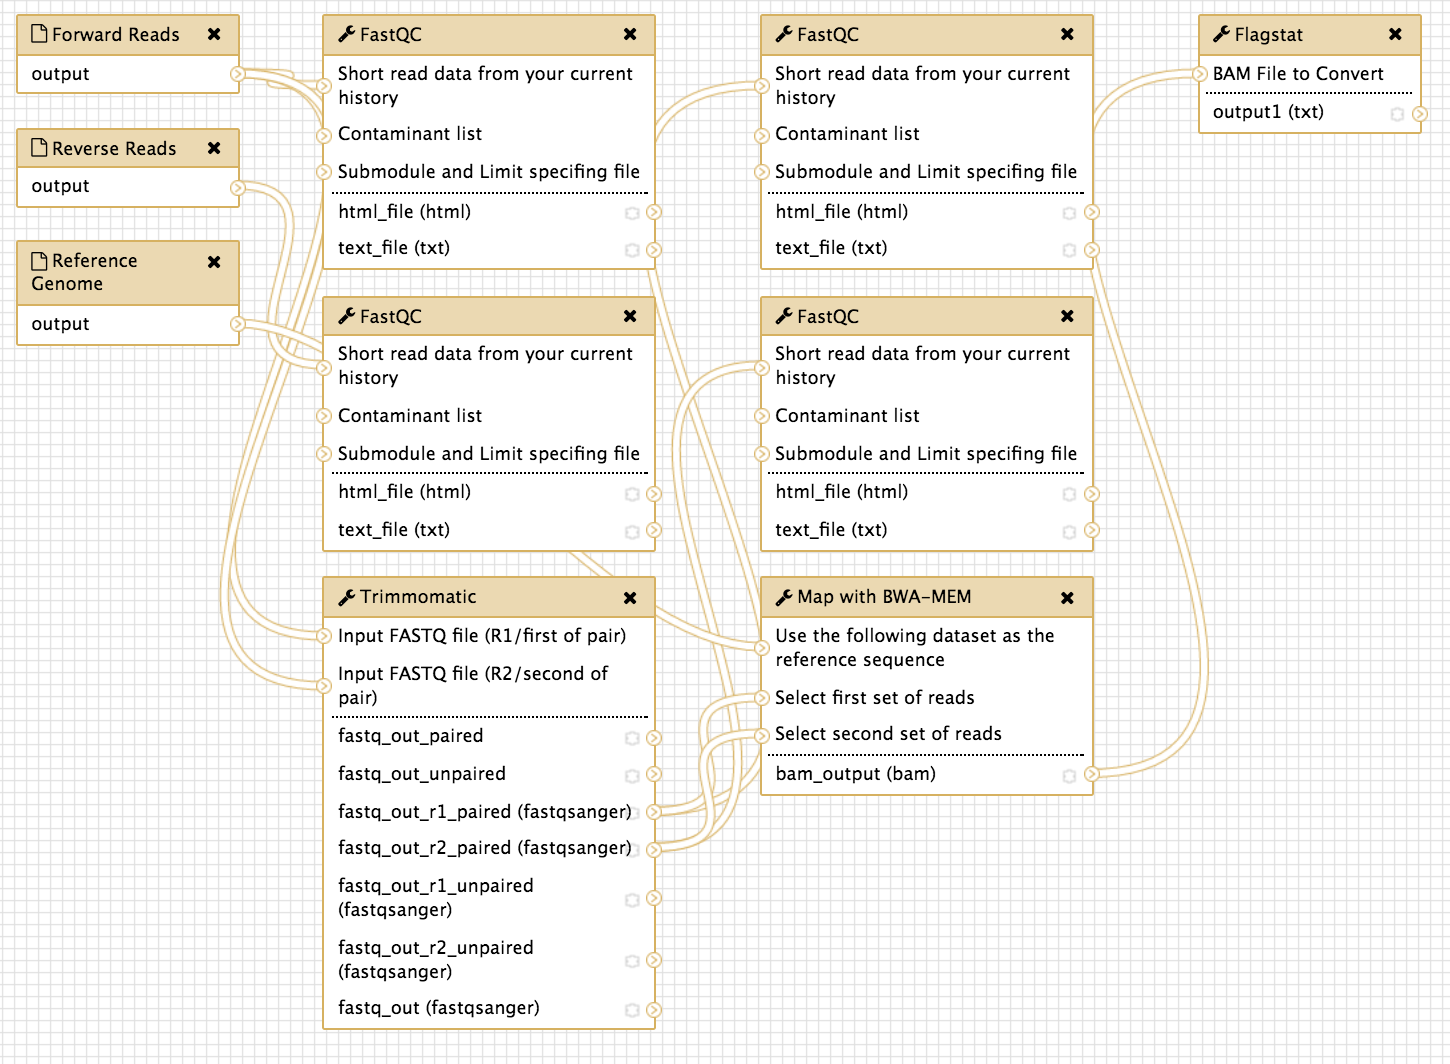 Forward Reads
output
Reverse Reads
output
Reference
Genome
output
FastQC
Short read data from your current
history
Contaminant list
Submodule and Limit specifing file
html_file (html)
text_file (txt)
FastQC
Short read data from your current
history
Contaminant list
Submodule and Limit specifing file
html_file (html)
text_file (txt)
Trimmomatic
Input FASTQ file (R1/first of pair)
Input FASTQ file (R2/second of
pair)
fastq_out_paired
fastq_out_unpaired
fastq_out_r1_paired (fastqsanger)
fastq_out_r2_paired (fastqsanger)
fastq_out_r1_unpaired
(fastqsanger)
fastq_out_r2_unpaired
(fastqsanger)
fastq_out (fastqsanger)
FastQC
Short read data from your current
history
Contaminant list
Submodule and Limit specifing file
html_file (html)
text_file (txt)
FastQC
Short read data from your current
history
Contaminant list
Submodule and Limit specifing file
html_file (html)
text_file (txt)
Map with BWA-MEM
Use the following dataset as the
reference sequence
Select first set of reads
Select second set of reads
bam_output (bam)
Flagstat
BAM File to Convert
output1 (txt)